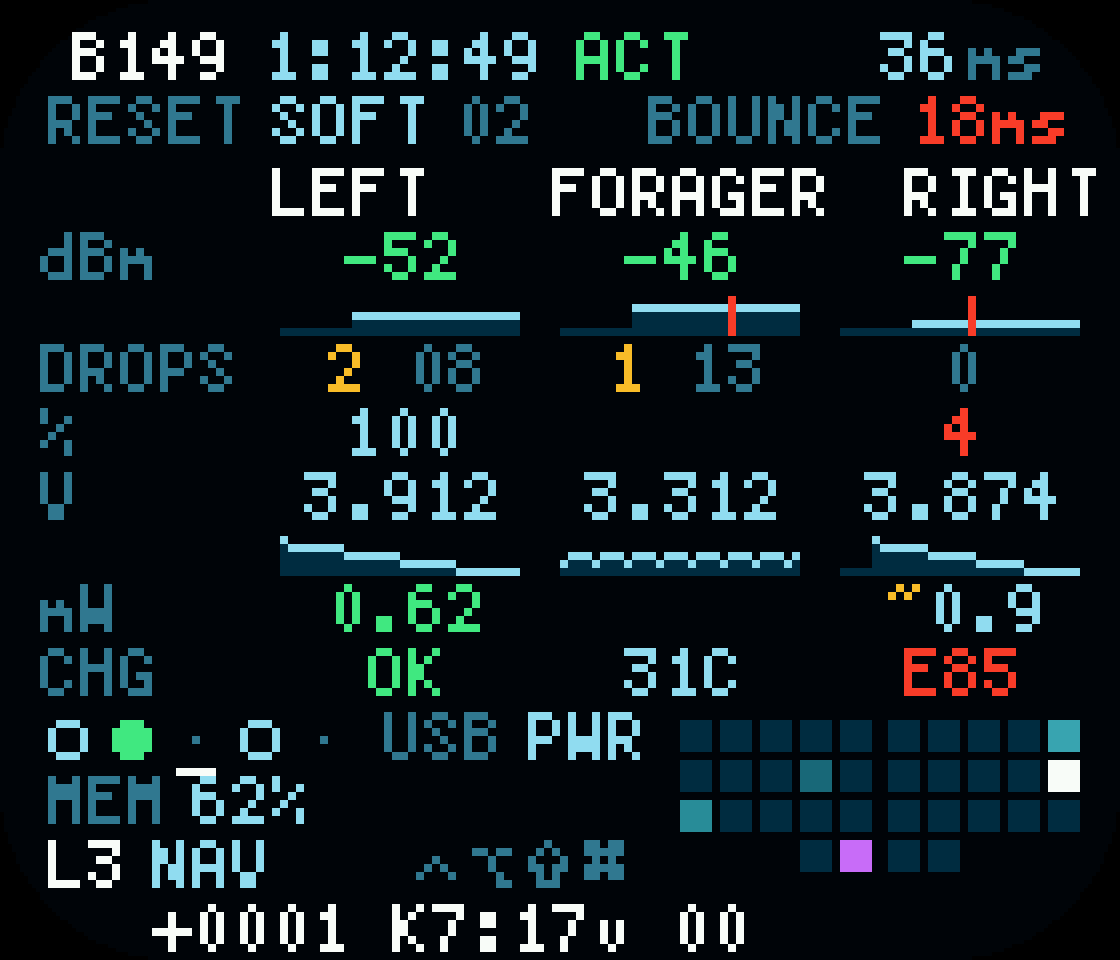 B149 1:12:49 ACT 36 ms
RESET SOFT 02 BOUNCE 18ms
LEFT FORAGER RIGHT
dBm -52 -46 -77
DROPS 2 08 1 13 0
% 100 4
V 3.912 3.312 3.874
mW 0.62 ~0.9
CHG OK 31C E85
USB PWR
MEM 62%
L3 NAV ⌃⌥⇧⌘
+0001 K7:17v 00